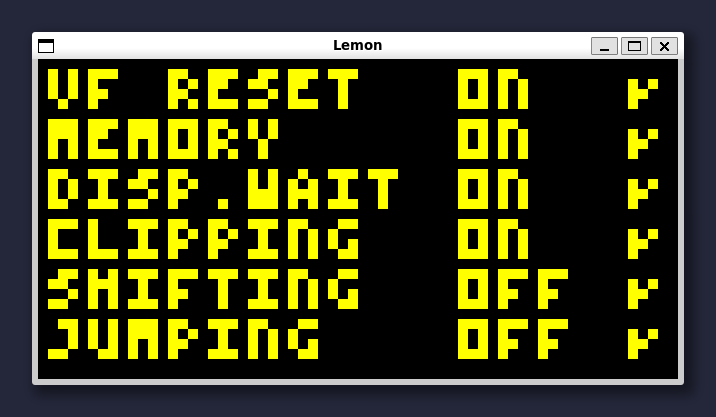 Lemon
VF RESET ON ✓
MEMORY ON ✓
DISP.WAIT ON ✓
CLIPPING ON ✓
SHIFTING OFF ✓
JUMPING OFF ✓